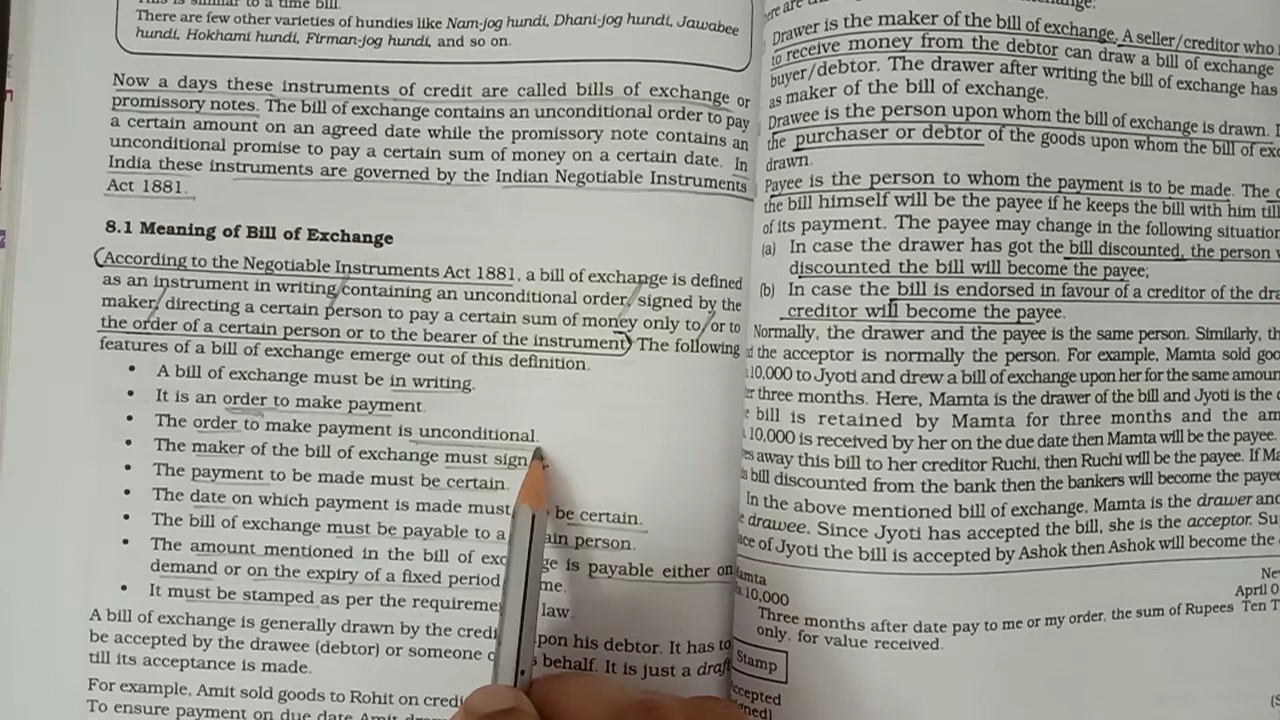 This is similar to a time bill.
There are few other varieties of hundies like Nam-jog hundi, Dhani-jog hundi, Jawabee
hundi, Hokhami hundi, Firman-jog hundi, and so on.
Now a days these instruments of credit are called bills of exchange or
promissory notes. The bill of exchange contains an unconditional order to pay
a certain amount on an agreed date while the promissory note contains an
unconditional promise to pay a certain sum of money on a certain date. In
India these instruments are governed by the Indian Negotiable Instruments
Act 1881.
8.1 Meaning of Bill of Exchange
According to the Negotiable Instruments Act 1881, a bill of exchange is defined
as an instrument in writing containing an unconditional order, signed by the
maker, directing a certain person to pay a certain sum of money only to, or to
the order of a certain person or to the bearer of the instrument. The following
features of a bill of exchange emerge out of this definition.
• A bill of exchange must be in writing.
• It is an order to make payment.
• The order to make payment is unconditional.
• The maker of the bill of exchange must sign
• The payment to be made must be certain.
• The date on which payment is made must be certain.
• The bill of exchange must be payable to a person.
• The amount mentioned in the bill of is payable either on
demand or on the expiry of a fixed period
• It must be stamped as per the law.
A bill of exchange is generally drawn by the his debtor. It has to
be accepted by the drawee (debtor) or someone behalf. It is just a draft
till its acceptance is made.
For example, Amit sold goods to Rohit on
To ensure payment on due date Amit
Drawer is the maker of the bill of exchange. A seller/creditor who
to receive money from the debtor can draw a bill of exchange
buyer/debtor. The drawer after writing the bill of exchange has
as maker of the bill of exchange.
Drawee is the person upon whom the bill of exchange is drawn.
the purchaser or debtor of the goods upon whom the bill of
drawn.
Payee is the person to whom the payment is to be made. The
the bill himself will be the payee if he keeps the bill with him till
of its payment. The payee may change in the following
(a) In case the drawer has got the bill discounted, the person
discounted the bill will become the payee;
(b) In case the bill is endorsed in favour of a creditor of the
creditor will become the payee.
Normally, the drawer and the payee is the same person. Similarly,
the acceptor is normally the person. For example, Mamta sold
10,000 to Jyoti and drew a bill of exchange upon her for the same
three months. Here, Mamta is the drawer of the bill and Jyoti is the
bill is retained by Mamta for three months and the
10,000 is received by her on the due date then Mamta will be the payee.
away this bill to her creditor Ruchi, then Ruchi will be the payee. If
bill discounted from the bank then the bankers will become the
In the above mentioned bill of exchange, Mamta is the drawer and
drawee. Since Jyoti has accepted the bill, she is the acceptor.
of Jyoti the bill is accepted by Ashok then Ashok will become the
10,000
April
Three months after date pay to me or my order, the sum of Rupees Ten
only, for value received.
Stamp